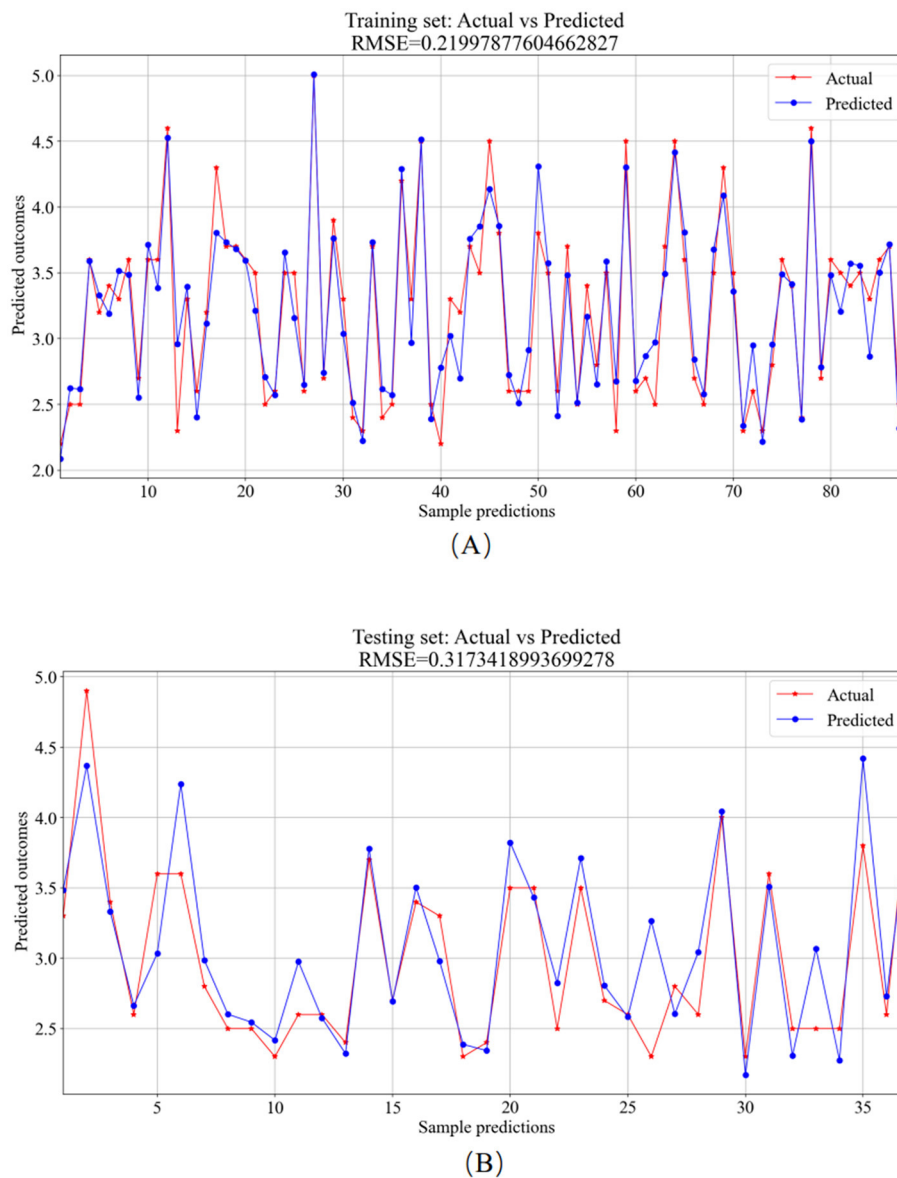 Training set: Actual vs Predicted
RMSE=0.21997877604662827
5.0
4.5
4.0
3.5
3.0
2.5
2.0
Predicted outcomes
Actual
Predicted
10 20 30 40 50 60 70 80
Sample predictions
(A)
Testing set: Actual vs Predicted
RMSE=0.3173418993699278
5.0
4.5
4.0
3.5
3.0
2.5
Predicted outcomes
Actual
Predicted
5 10 15 20 25 30 35
Sample predictions
(B)